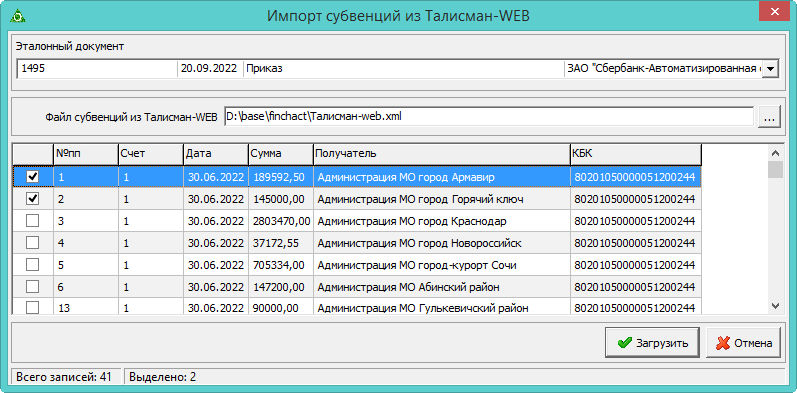 Импорт субвенций из Талисман-WEB
Эталонный документ
1495 20.09.2022 Приказ ЗАО "Сбербанк-Автоматизированная
Файл субвенций из Талисман-WEB D:\base\finchact\Талисман-web.xml ...
№пп Счет Дата Сумма Получатель КБК
1 1 30.06.2022 189592,50 Администрация МО город Армавир 80201050000051200244
2 1 30.06.2022 145000,00 Администрация МО город Горячий ключ 80201050000051200244
3 1 30.06.2022 2803470,00 Администрация МО город Краснодар 80201050000051200244
4 1 30.06.2022 37172,55 Администрация МО город Новороссийск 80201050000051200244
5 1 30.06.2022 705334,00 Администрация МО город-курорт Сочи 80201050000051200244
6 1 30.06.2022 147200,00 Администрация МО Абинский район 80201050000051200244
13 1 30.06.2022 90000,00 Администрация МО Гулькевичский район 80201050000051200244
Загрузить Отмена
Всего записей: 41 Выделено: 2